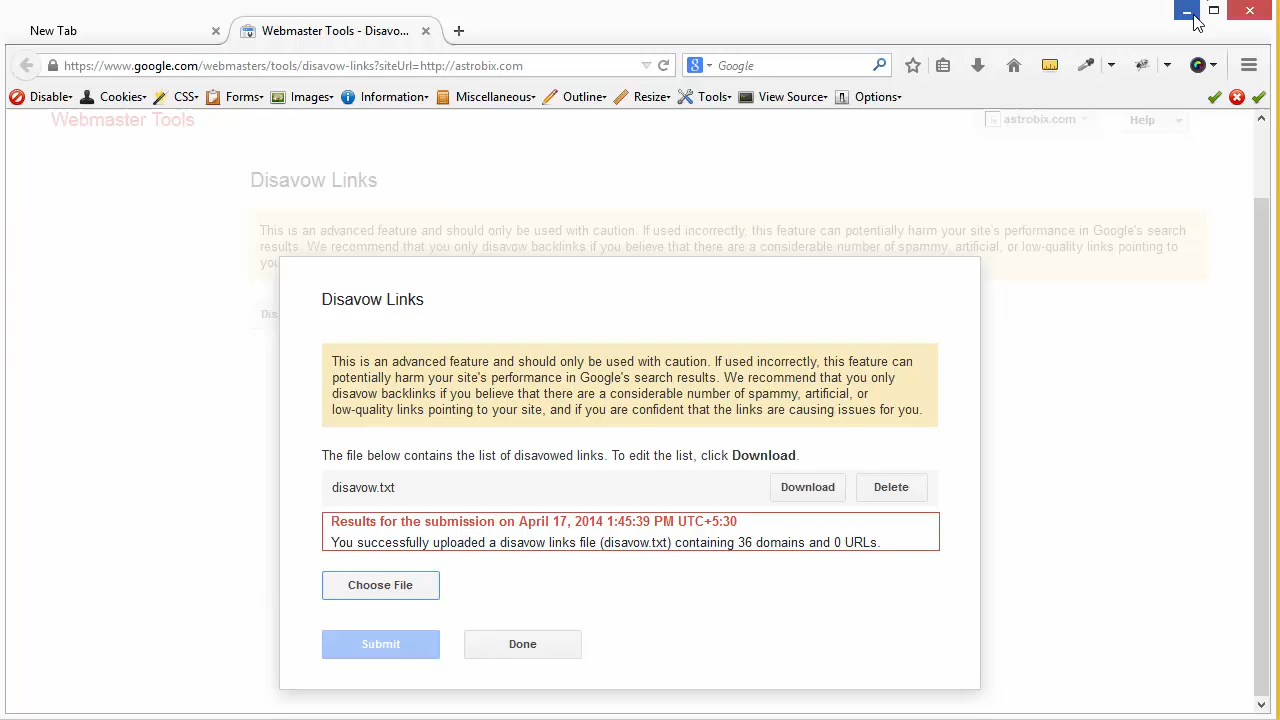 New Tab
Webmaster Tools - Disavo...
https://www.google.com/webmasters/tools/disavow-links?siteUrl=http://astrobix.com
Google
Disable
Cookies
CSS
Forms
Images
Information
Miscellaneous
Outline
Resize
Tools
View Source
Options
Webmaster Tools
astrobix.com
Help
Disavow Links
This is an advanced feature and should only be used with caution. If used incorrectly, this feature can potentially harm your site's performance in Google's search
results. We recommend that you only disavow backlinks if you believe that there are a considerable number of spammy, artificial, or low-quality links pointing to
you
Dis
Disavow Links
This is an advanced feature and should only be used with caution. If used incorrectly, this feature can
potentially harm your site's performance in Google's search results. We recommend that you only
disavow backlinks if you believe that there are a considerable number of spammy, artificial, or
low-quality links pointing to your site, and if you are confident that the links are causing issues for you.
The file below contains the list of disavowed links. To edit the list, click Download.
disavow.txt
Download
Delete
Results for the submission on April 17, 2014 1:45:39 PM UTC+5:30
You successfully uploaded a disavow links file (disavow.txt) containing 36 domains and 0 URLs.
Choose File
Submit
Done